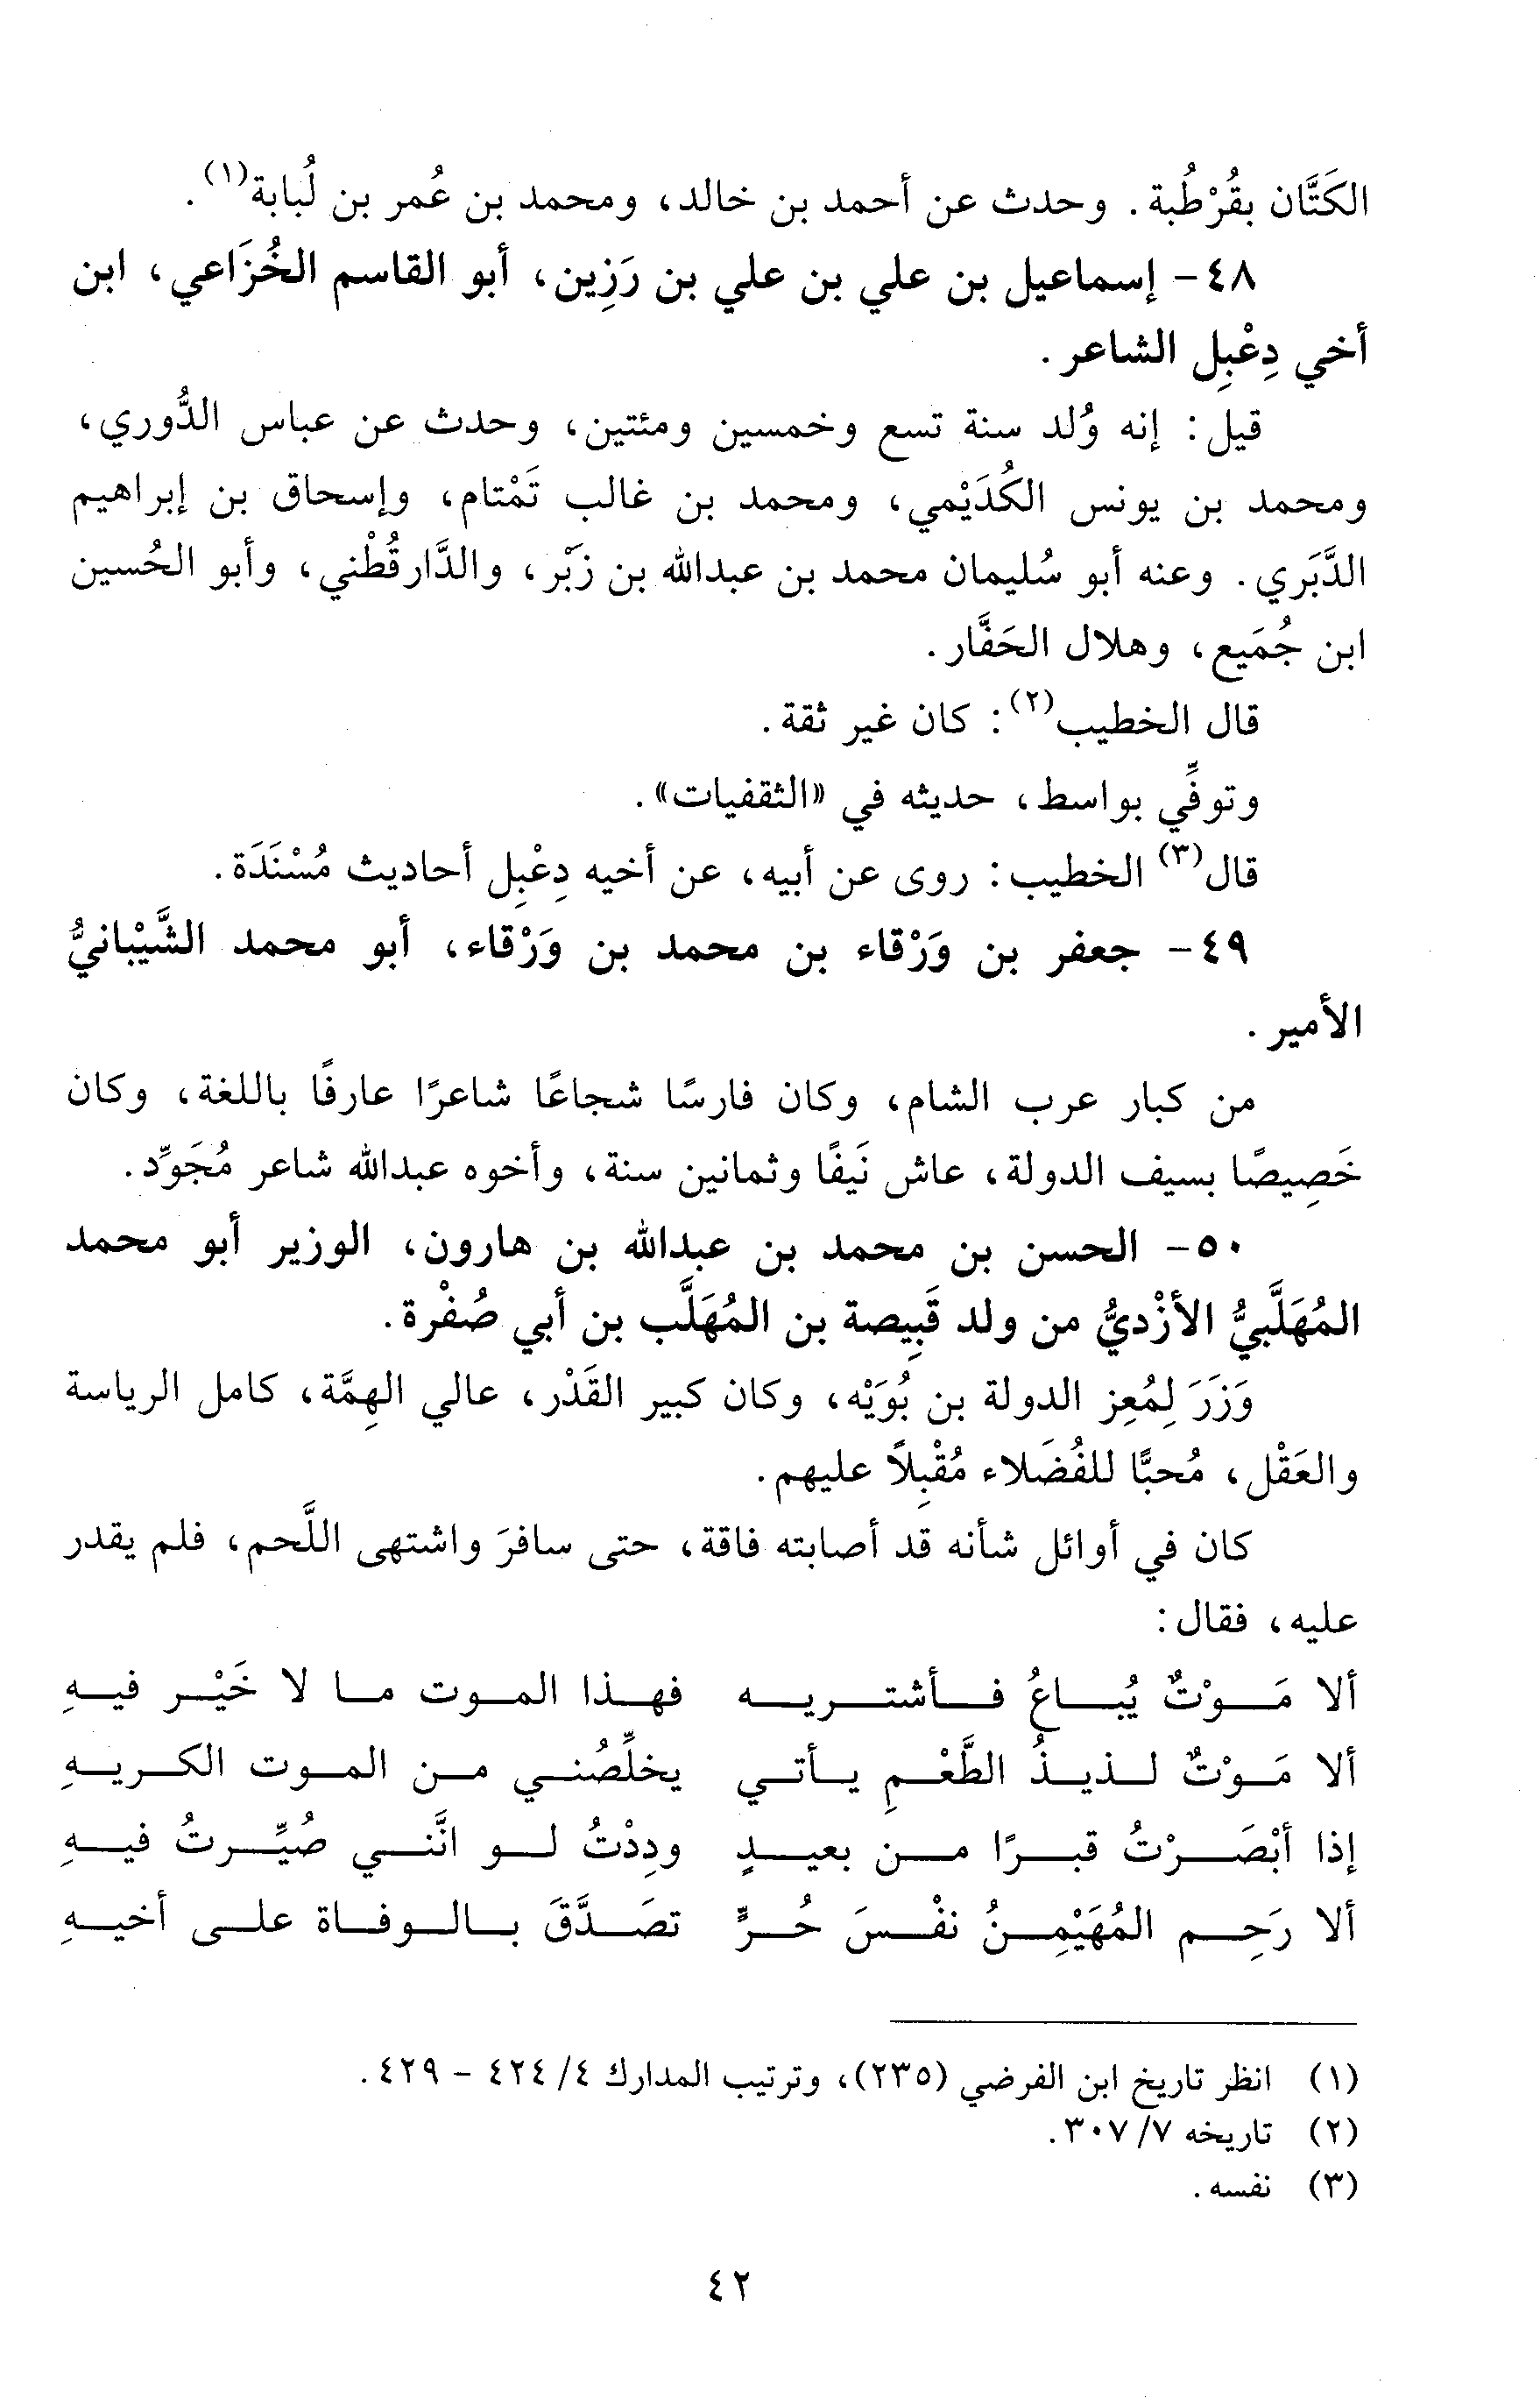 الكَتَّان بقُرْطُبة. وحدث عن أحمد بن خالد، ومحمد بن عُمر بن لُبابة(١).
٤٨- إسماعيل بن علي بن علي بن رَزِين، أبو القاسم الخُزَاعي، ابن
أخي دِعْبِل الشاعر.
قيل: إنه وُلد سنة تسع وخمسين ومئتين، وحدث عن عباس الدُّوري،
ومحمد بن يونس الكُدَيْمي، ومحمد بن غالب تَمْتام، وإسحاق بن إبراهيم
الدَّبَري. وعنه أبو سُليمان محمد بن عبدالله بن زَبْر، والدَّارقُطْني، وأبو الحُسين
ابن جُمَيع، وهلال الحَفَّار.
قال الخطيب(٢): كان غير ثقة.
وتوفِّي بواسط، حديثه في «الثقفيات».
قال(٣) الخطيب: روى عن أبيه، عن أخيه دِعْبِل أحاديث مُسْنَدَة.
٤٩- جعفر بن وَرْقاء بن محمد بن وَرْقاء، أبو محمد الشَّيْبانيُّ
الأمير.
من كبار عرب الشام، وكان فارسًا شجاعًا شاعرًا عارفًا باللغة، وكان
خَصِيصًا بسيف الدولة، عاش نَيفًا وثمانين سنة، وأخوه عبدالله شاعر مُجَوِّد.
٥٠- الحسن بن محمد بن عبدالله بن هارون، الوزير أبو محمد
المُهَلَّبيُّ الأزْديُّ من ولد قَبِيصة بن المُهَلَّب بن أبي صُفْرة.
وَزَرَ لِمُعِز الدولة بن بُوَيْه، وكان كبير القَدْر، عالي الهِمَّة، كامل الرياسة
والعَقْل، مُحبًّا للفُضَلاء مُقْبِلاً عليهم.
كان في أوائل شأنه قد أصابته فاقة، حتى سافرَ واشتهى اللَّحم، فلم يقدر
عليه، فقال:
ألا مَوْتٌ يُباعُ فأشتريه فهذا الموت ما لا خَيْر فيهِ
ألا مَوْتٌ لذيذُ الطَّعْمِ يأتي يخلِّصُني من الموت الكريهِ
إذا أبْصَرْتُ قبرًا من بعيدٍ ودِدْتُ لو انَّني صُيِّرتُ فيهِ
ألا رَحِم المُهَيْمِنُ نفْسَ حُرٍّ تصَدَّقَ بالوفاة على أخيهِ
(١) انظر تاريخ ابن الفرضي (٢٣٥)، وترتيب المدارك ٤/ ٤٢٤ - ٤٢٩.
(٢) تاريخه ٧/ ٣٠٧.
(٣) نفسه.
٤٢